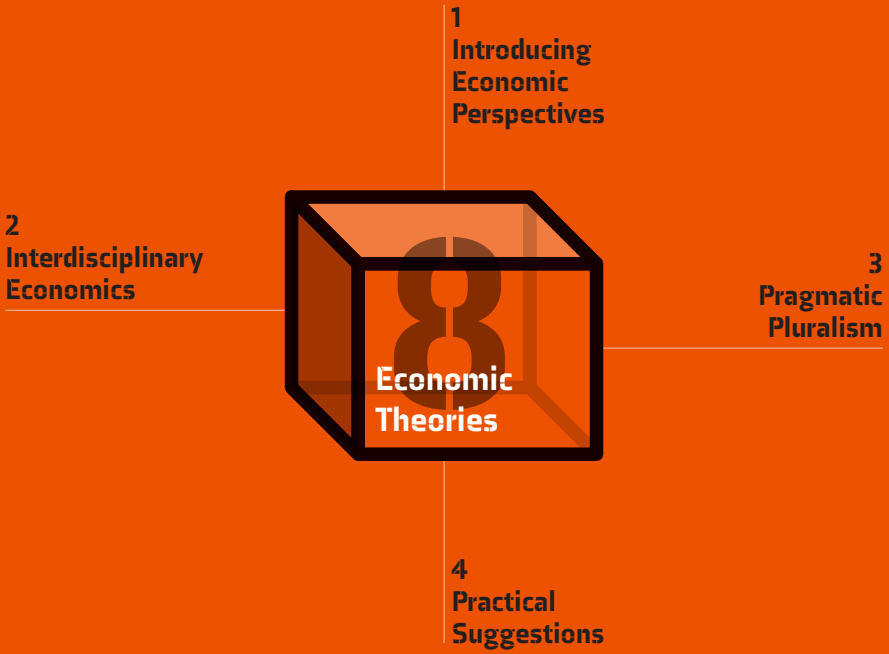 1
Introducing
Economic
Perspectives
2
Interdisciplinary
Economics
3
Pragmatic
Pluralism
8
Economic
Theories
4
Practical
Suggestions